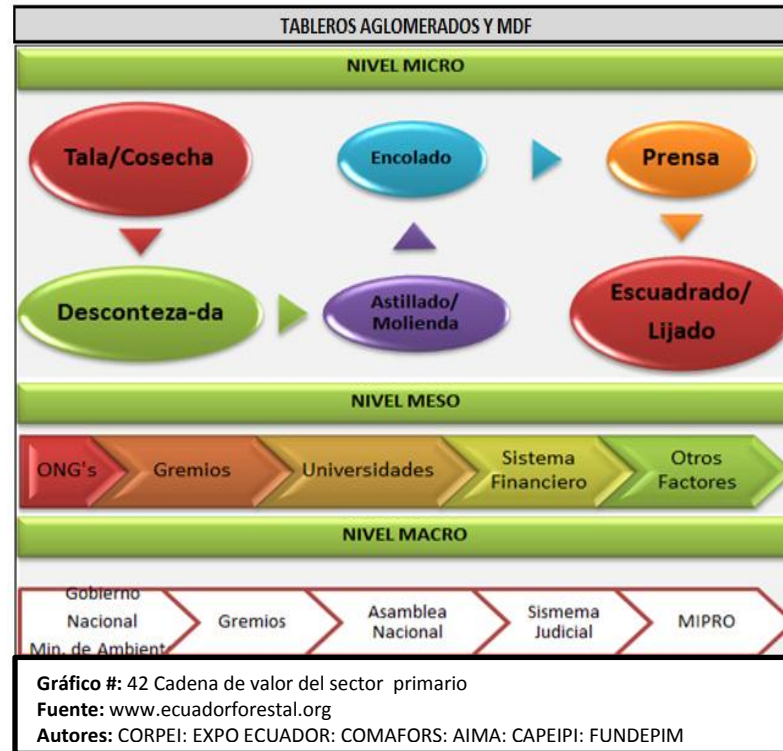 TABLEROS AGLOMERADOS Y MDF
NIVEL MICRO
Tala/Cosecha
Desconteza-da
Astillado/
Molienda
Encolado
Prensa
Escuadrado/
Lijado
NIVEL MESO
ONG's
Gremios
Universidades
Sistema
Financiero
Otros
Factores
NIVEL MACRO
Gobierno
Nacional
Min. de Ambient
Gremios
Asamblea
Nacional
Sismema
Judicial
MIPRO
Gráfico #: 42 Cadena de valor del sector primario
Fuente: www.ecuadorforestal.org
Autores: CORPEI: EXPO ECUADOR: COMAFORS: AIMA: CAPEIPI: FUNDEPIM